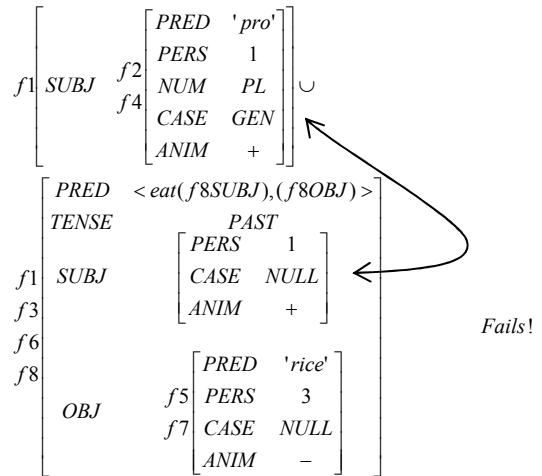 PRED 'pro'
f2 PERS 1
f1 SUBJ NUM PL ∪
f4 CASE GEN
ANIM +
PRED < eat(f8SUBJ),(f8OBJ) >
TENSE PAST
PERS 1
f1 SUBJ CASE NULL
f3 ANIM + Fails!
f6
f8 PRED 'rice'
f5 PERS 3
OBJ f7 CASE NULL
ANIM −